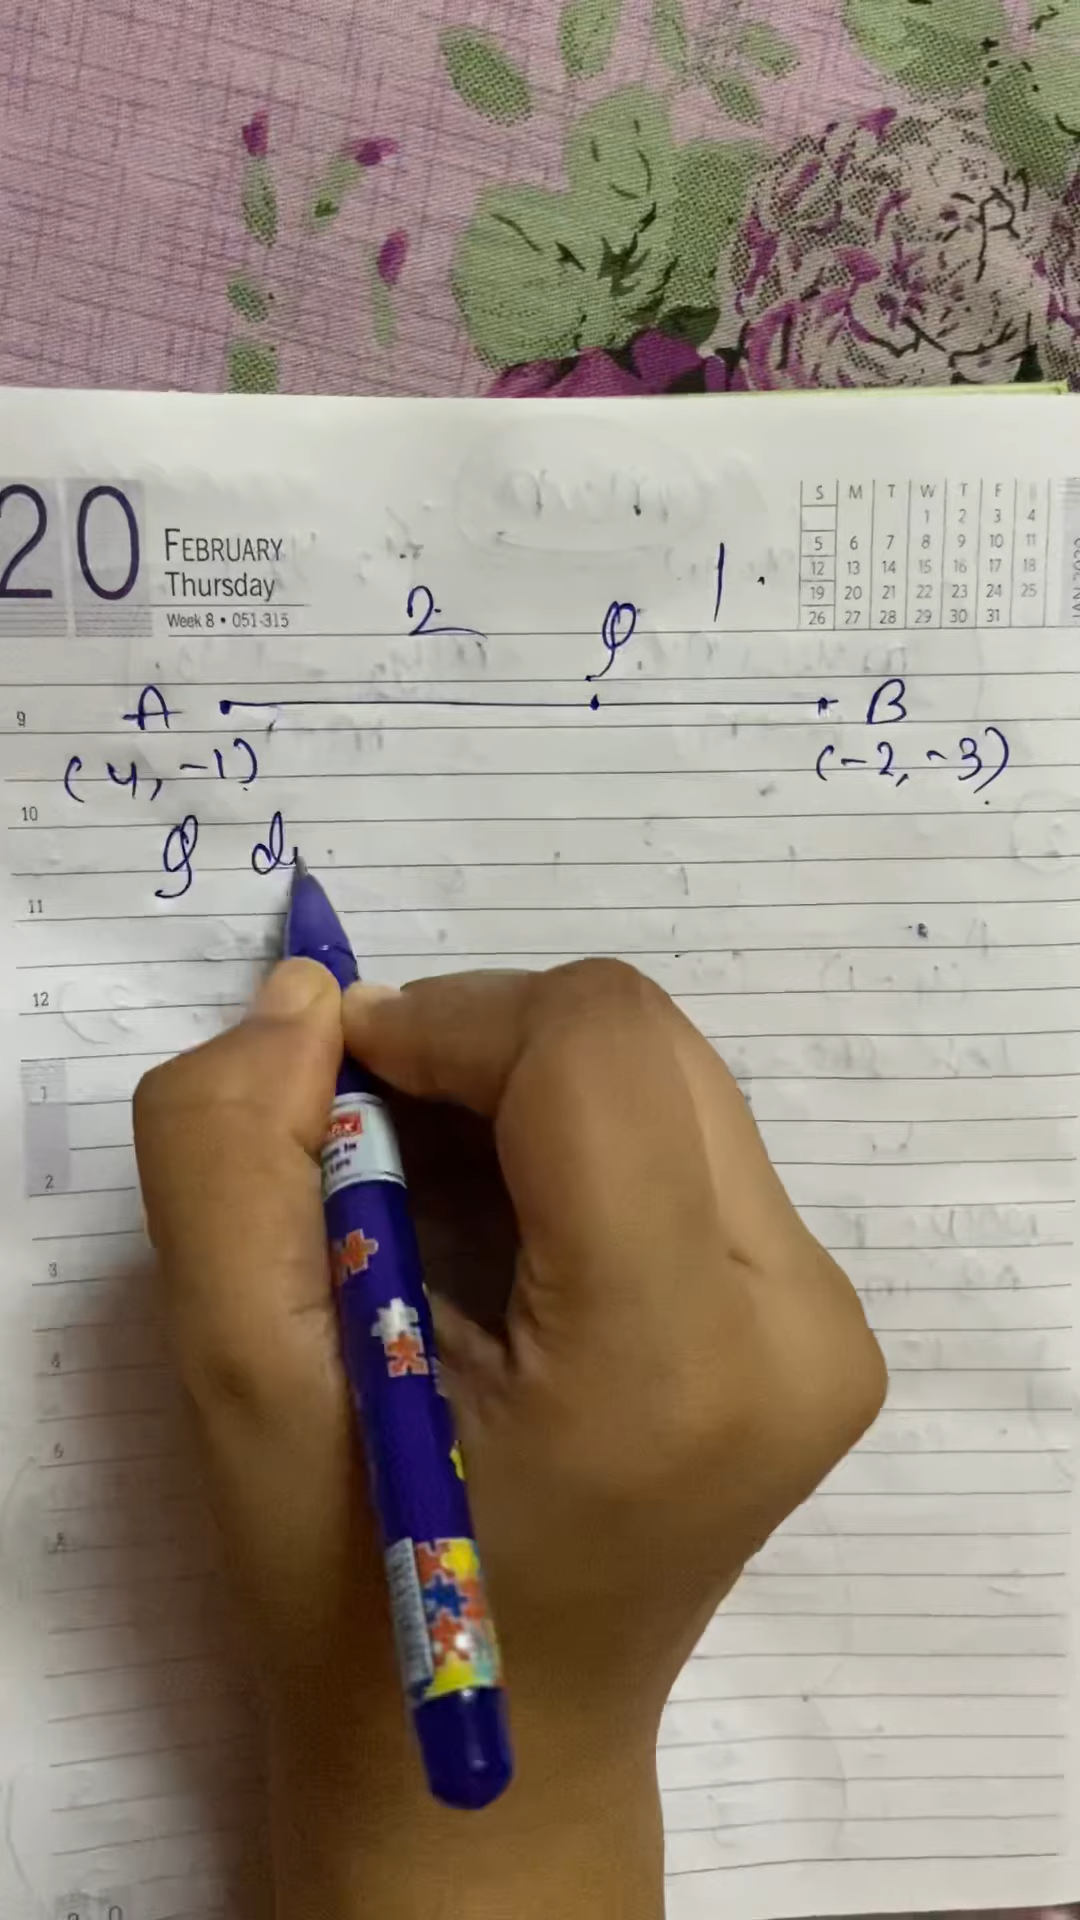 20
FEBRUARY
Thursday
Week 8 • 051-315
S M T W T F
1 2 3 4
5 6 7 8 9 10 11
12 13 14 15 16 17 18
19 20 21 22 23 24 25
26 27 28 29 30 31
2 1
P
A B
9
(4, -1) (-2, -3)
10
di
11
12
1
2
3
4